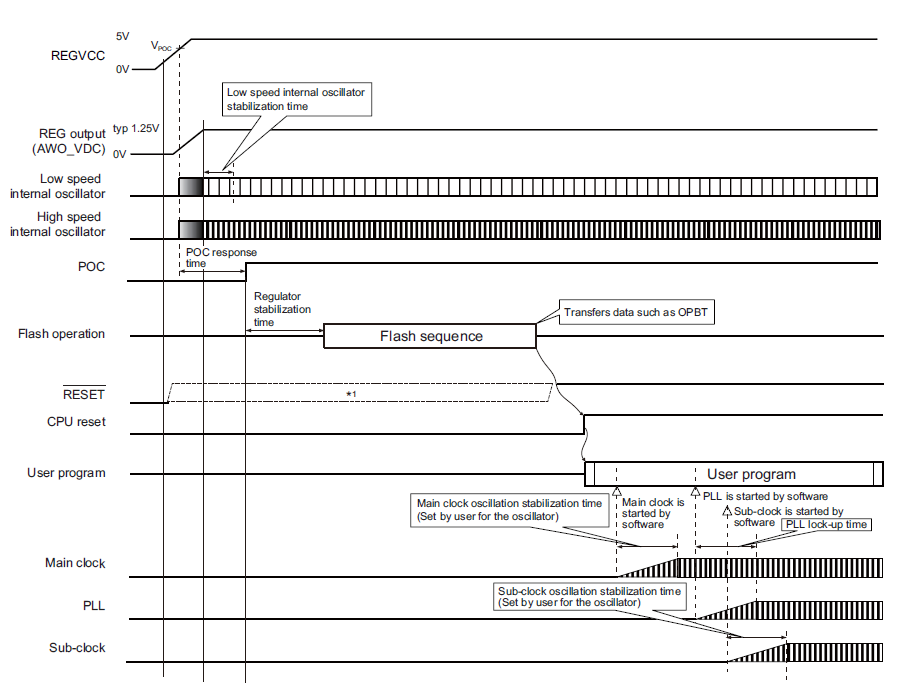 5V
VPOC
REGVCC
0V
Low speed internal oscillator
stabilization time
typ 1.25V
REG output
(AWO_VDC)
0V
Low speed
internal oscillator
High speed
internal oscillator
POC response
time
POC
Regulator
stabilization
time
Transfers data such as OPBT
Flash operation
Flash sequence
RESET
*1
CPU reset
User program
User program
Main clock oscillation stabilization time
(Set by user for the oscillator)
Main clock is
started by
software
PLL is started by software
Sub-clock is started by
software
PLL lock-up time
Main clock
Sub-clock oscillation stabilization time
(Set by user for the oscillator)
PLL
Sub-clock